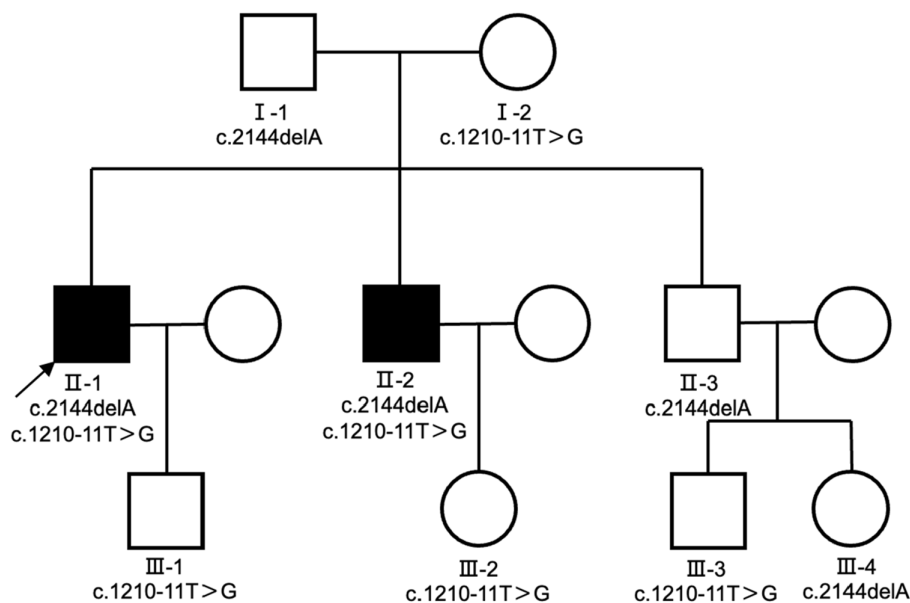 Ⅰ-1
c.2144delA
Ⅰ-2
c.1210-11T>G
Ⅱ-1
c.2144delA
c.1210-11T>G
Ⅱ-2
c.2144delA
c.1210-11T>G
Ⅱ-3
c.2144delA
Ⅲ-1
c.1210-11T>G
Ⅲ-2
c.1210-11T>G
Ⅲ-3
c.1210-11T>G
Ⅲ-4
c.2144delA